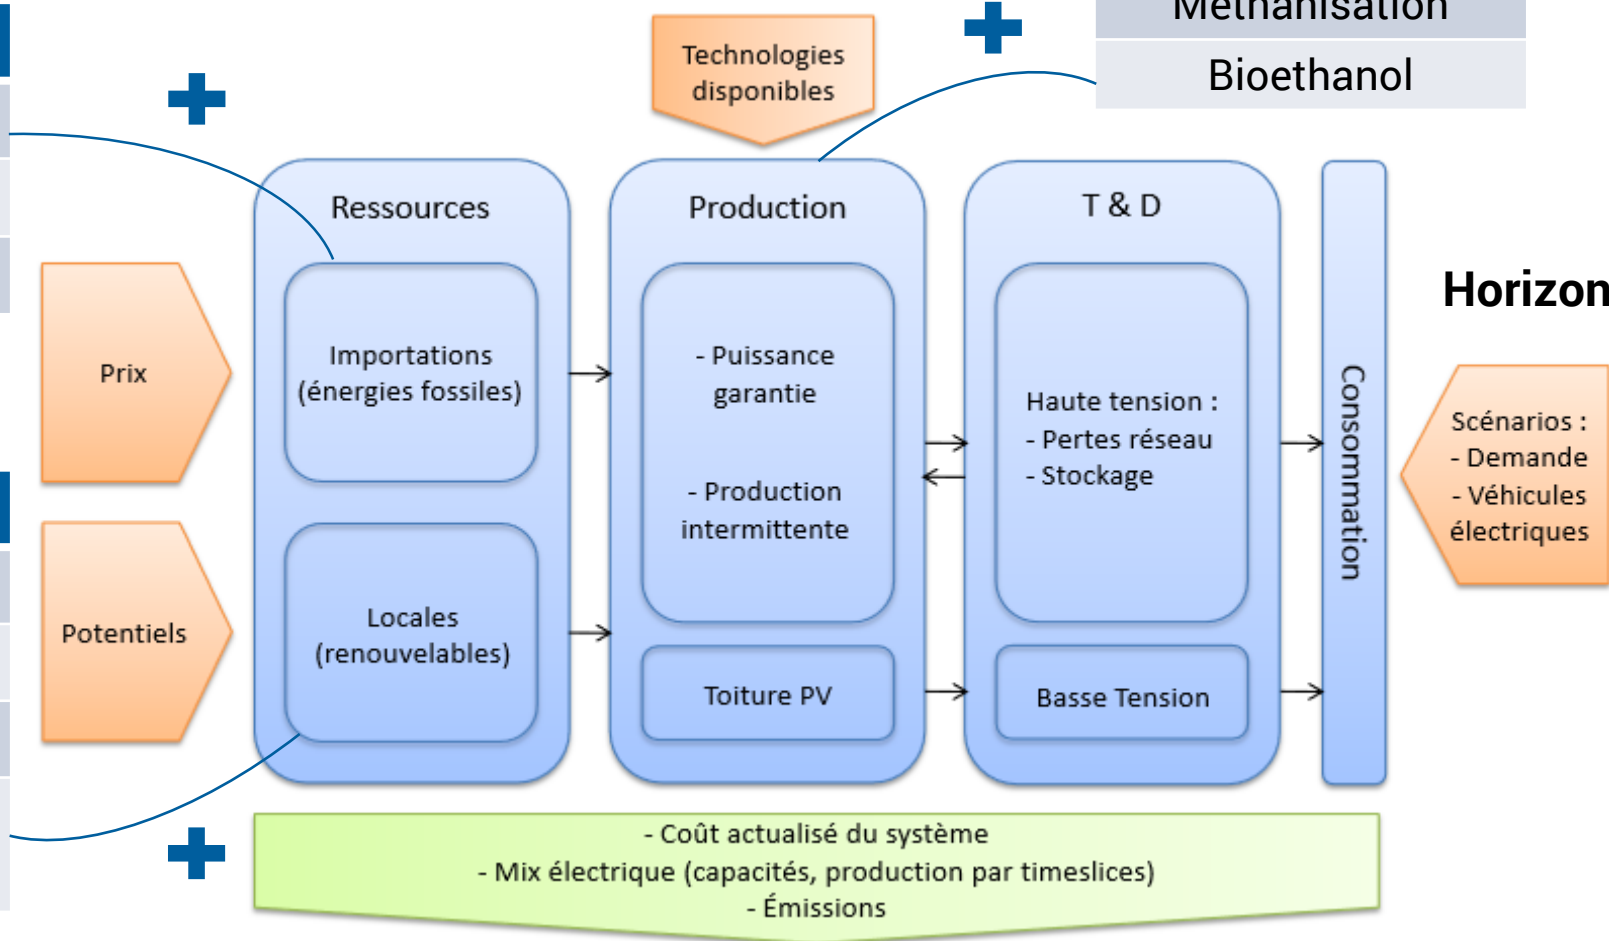 Méthanisation
Bioethanol
Technologies
disponibles
Ressources
Production
T & D
Horizon
Prix
Importations
(énergies fossiles)
- Puissance
garantie
- Production
intermittente
Haute tension :
- Pertes réseau
- Stockage
Consommation
Scénarios :
- Demande
- Véhicules
électriques
Potentiels
Locales
(renouvelables)
Toiture PV
Basse Tension
- Coût actualisé du système
- Mix électrique (capacités, production par timeslices)
- Émissions